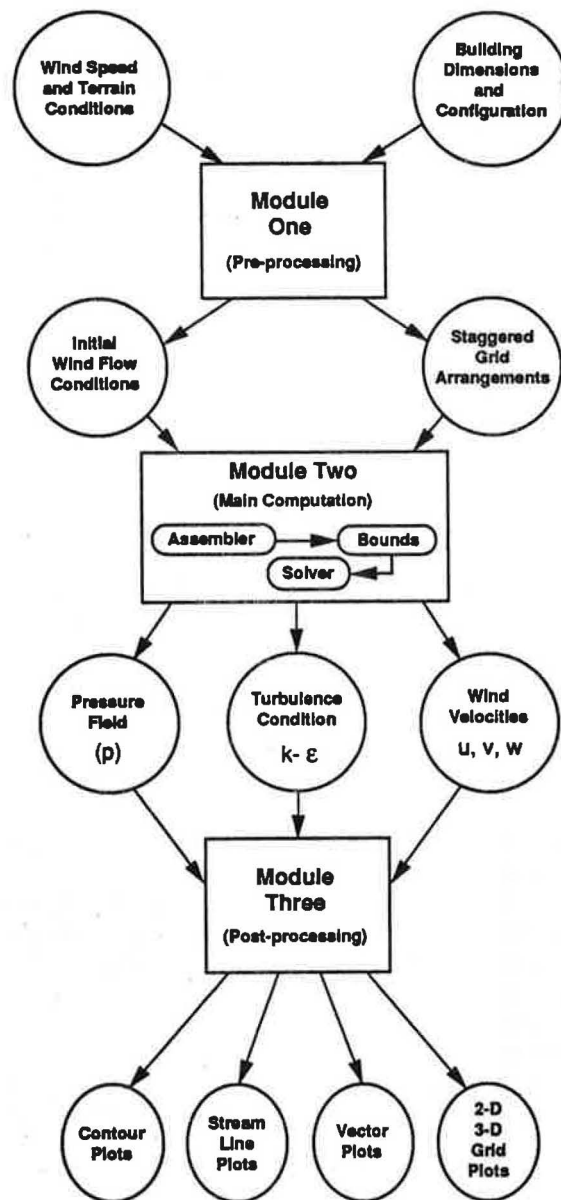 Wind Speed
and Terrain
Conditions
Building
Dimensions
and
Configuration
Module
One
(Pre-processing)
Initial
Wind Flow
Conditions
Staggered
Grid
Arrangements
Module Two
(Main Computation)
Assembler
Bounds
Solver
Pressure
Field
(p)
Turbulence
Condition
k- ε
Wind
Velocities
u, v, w
Module
Three
(Post-processing)
Contour
Plots
Stream
Line
Plots
Vector
Plots
2-D
3-D
Grid
Plots